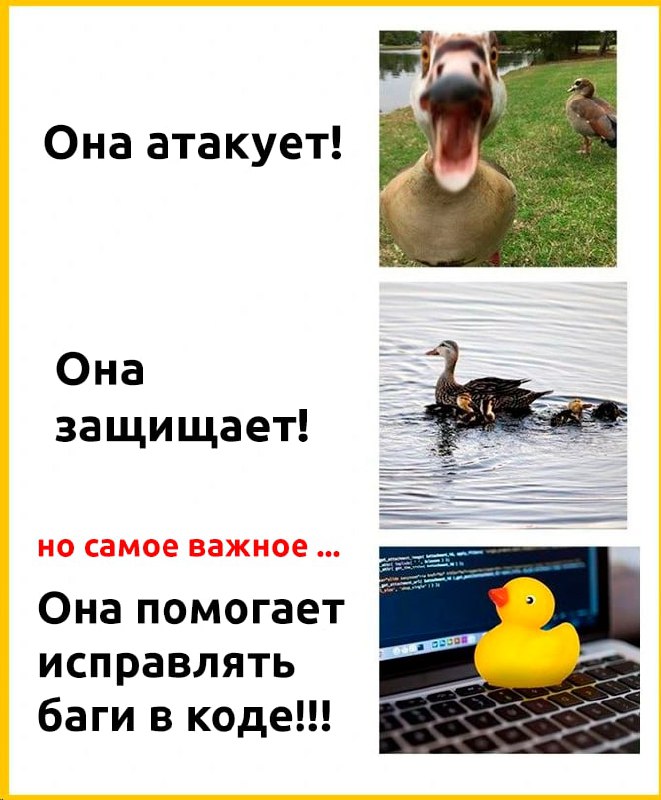 Она атакует!
Она
защищает!
но самое важное ...
Она помогает
исправлять
баги в коде!!!